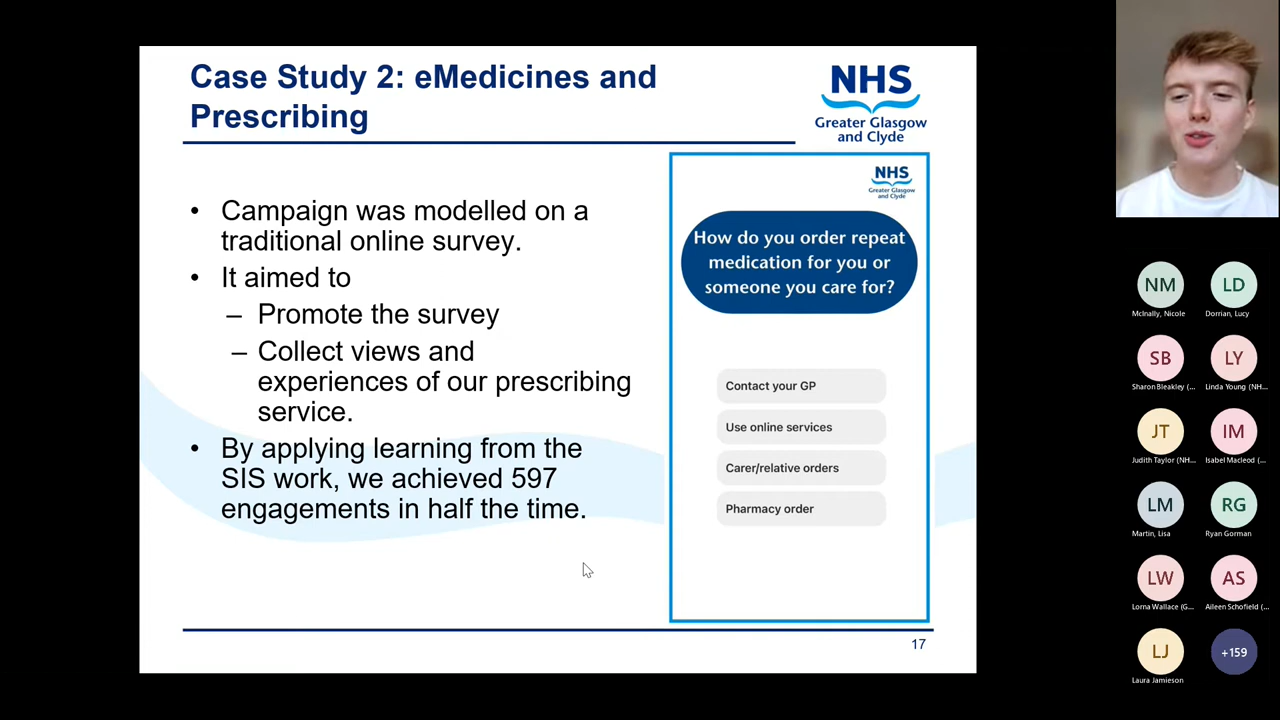 Case Study 2: eMedicines and
Prescribing
NHS
Greater Glasgow
and Clyde
• Campaign was modelled on a
traditional online survey.
• It aimed to
– Promote the survey
– Collect views and
experiences of our prescribing
service.
• By applying learning from the
SIS work, we achieved 597
engagements in half the time.
NHS
Greater Glasgow
and Clyde
How do you order repeat
medication for you or
someone you care for?
Contact your GP
Use online services
Carer/relative orders
Pharmacy order
17
NM
McInally, Nicole
LD
Dorrian, Lucy
SB
Sharon Bleakley (...
LY
Linda Young (NH...
JT
Judith Taylor (NH...
IM
Isabel Macleod (...
LM
Martin, Lisa
RG
Ryan Gorman
LW
Lorna Wallace (G...
AS
Aileen Schofield (...
LJ
Laura Jamieson
+159